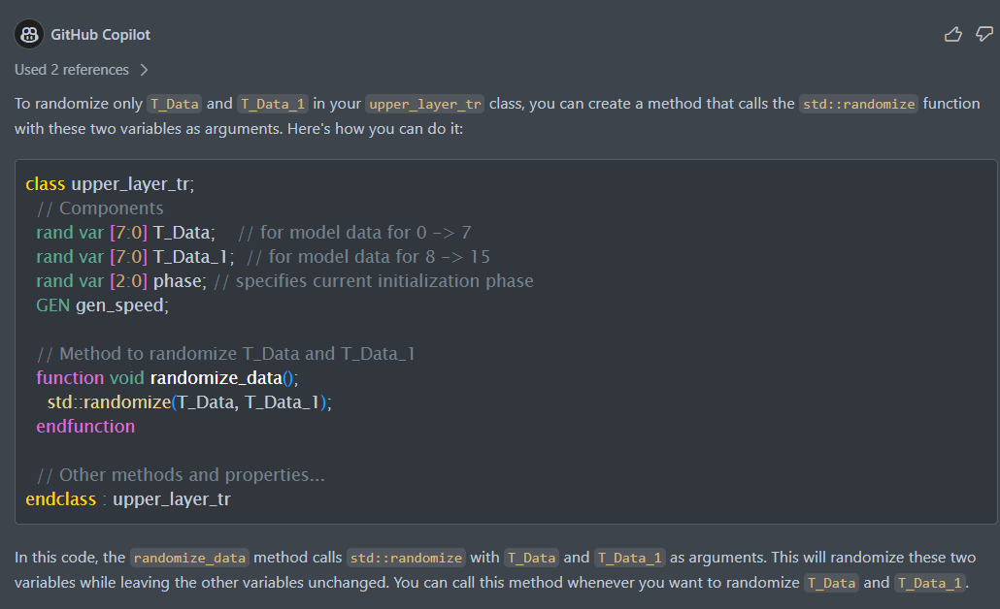 GitHub Copilot
Used 2 references
To randomize only T_Data and T_Data_1 in your upper_layer_tr class, you can create a method that calls the std::randomize function
with these two variables as arguments. Here's how you can do it:
class upper_layer_tr;
// Components
rand var [7:0] T_Data; // for model data for 0 -> 7
rand var [7:0] T_Data_1; // for model data for 8 -> 15
rand var [2:0] phase; // specifies current initialization phase
GEN gen_speed;
// Method to randomize T_Data and T_Data_1
function void randomize_data();
std::randomize(T_Data, T_Data_1);
endfunction
// Other methods and properties...
endclass : upper_layer_tr
In this code, the randomize_data method calls std::randomize with T_Data and T_Data_1 as arguments. This will randomize these two
variables while leaving the other variables unchanged. You can call this method whenever you want to randomize T_Data and T_Data_1.